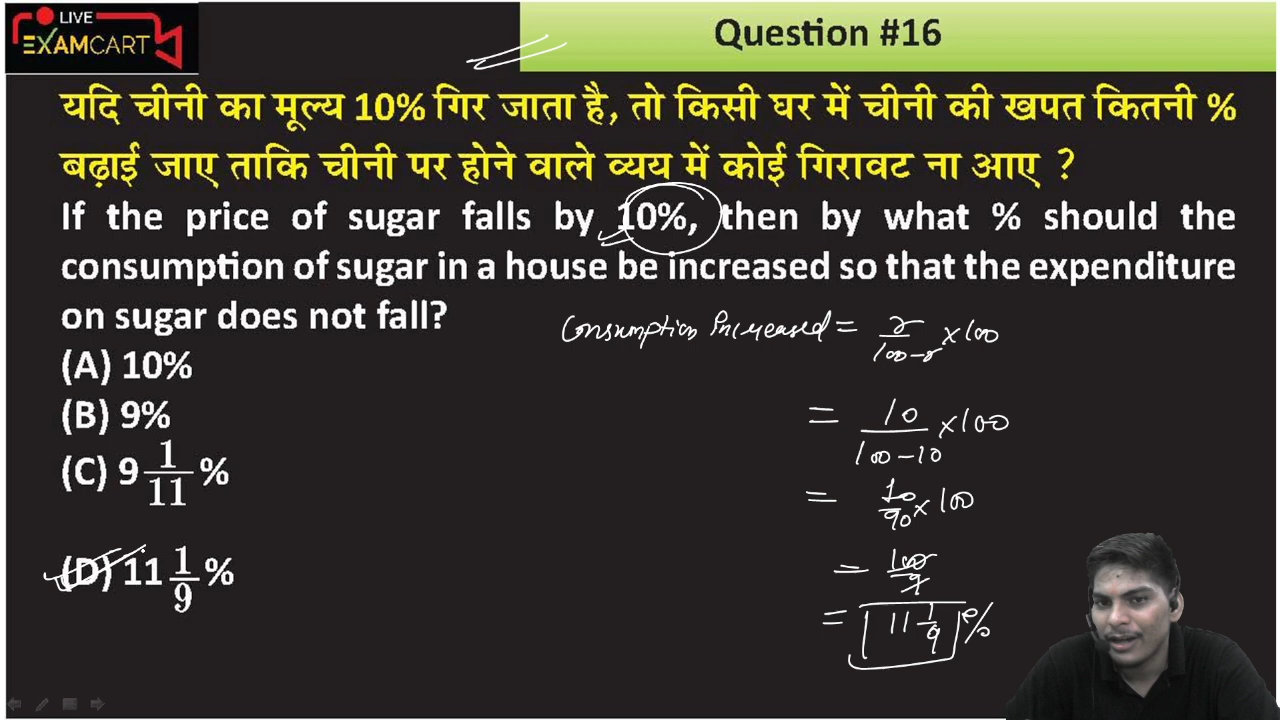 LIVE
EXAMCART
Question #16
यदि चीनी का मूल्य 10% गिर जाता है, तो किसी घर में चीनी की खपत कितनी %
बढ़ाई जाए ताकि चीनी पर होने वाले व्यय में कोई गिरावट ना आए ?
If the price of sugar falls by 10%, then by what % should the
consumption of sugar in a house be increased so that the expenditure
on sugar does not fall?
(A) 10%
(B) 9%
(C) 9 1/11 %
(D) 11 1/9 %
Consumption Increased = r/100-r × 100
= 10/100-10 × 100
= 10/90 × 100
= 100/9
= 11 1/9 %